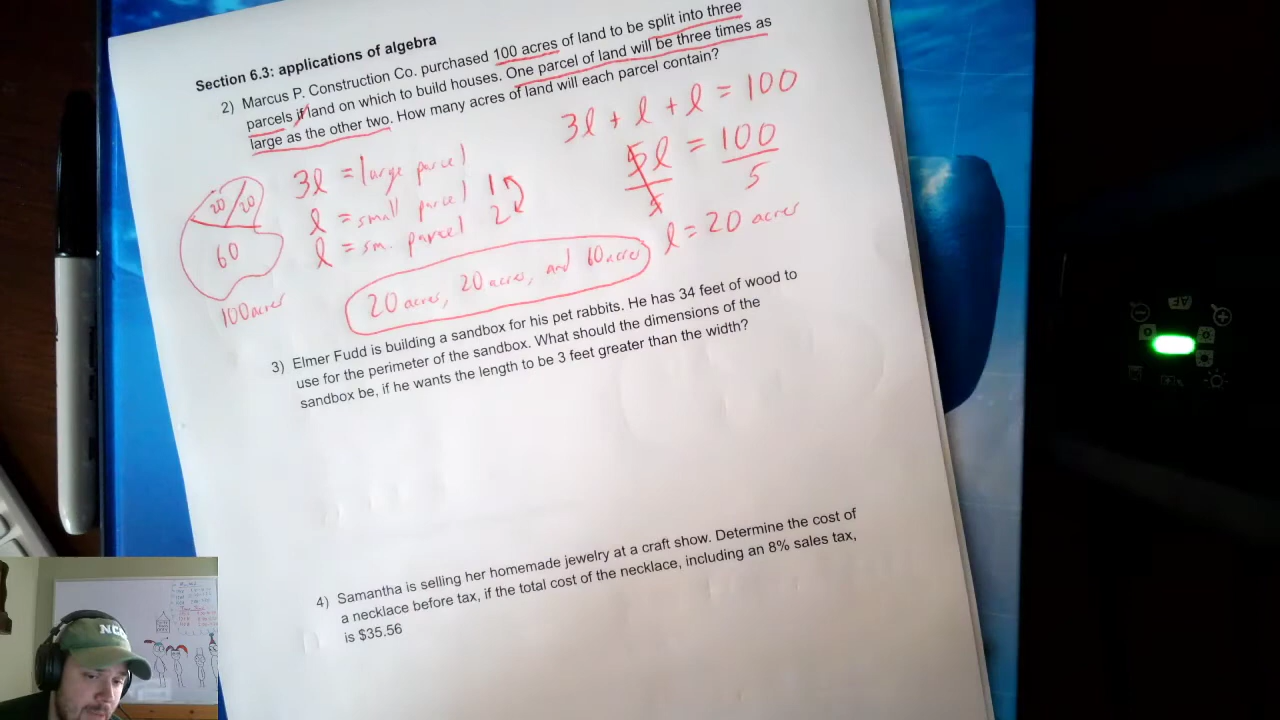 Section 6.3: applications of algebra
2) Marcus P. Construction Co. purchased 100 acres of land to be split into three
parcels if land on which to build houses. One parcel of land will be three times as
large as the other two. How many acres of land will each parcel contain?
3l + l + l = 100
5l = 100
5 5
l = 20 acres
3l = large parcel
l = small parcel 1
l = sm. parcel 2
20 / 20
60
100 acres
20 acres, 20 acres, and 60 acres
3) Elmer Fudd is building a sandbox for his pet rabbits. He has 34 feet of wood to
use for the perimeter of the sandbox. What should the dimensions of the
sandbox be, if he wants the length to be 3 feet greater than the width?
4) Samantha is selling her homemade jewelry at a craft show. Determine the cost of
a necklace before tax, if the total cost of the necklace, including an 8% sales tax,
is $35.56
AF